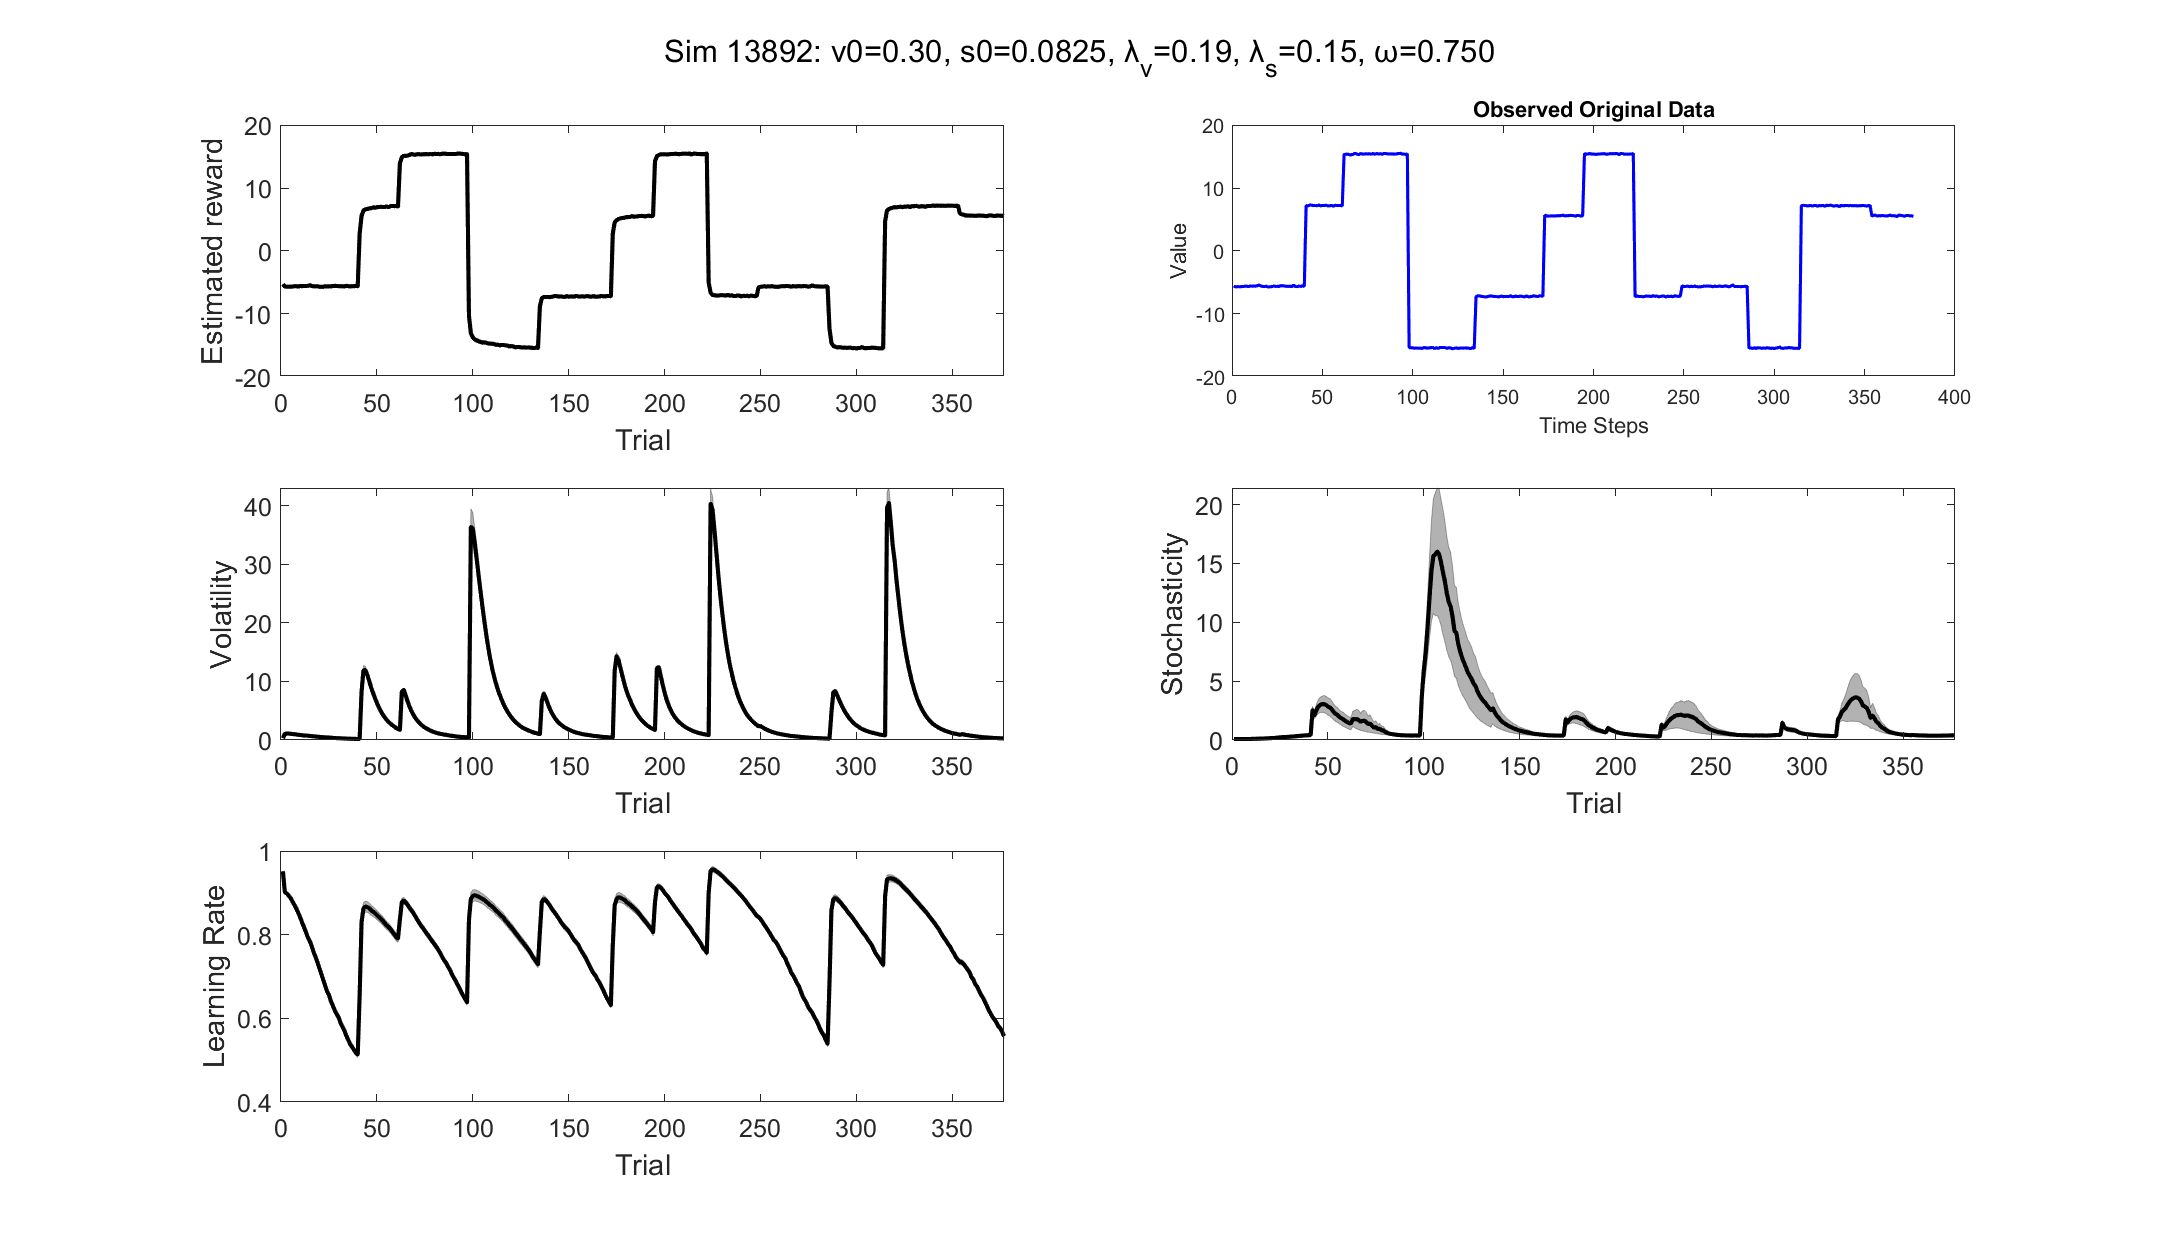 Sim 13892: v0=0.30, s0=0.0825, λv=0.19, λs=0.15, ω=0.750
Estimated reward
20
10
0
-10
-20
0 50 100 150 200 250 300 350
Trial
Observed Original Data
Value
20
10
0
-10
-20
0 50 100 150 200 250 300 350 400
Time Steps
Volatility
40
30
20
10
0
0 50 100 150 200 250 300 350
Trial
Stochasticity
20
15
10
5
0
0 50 100 150 200 250 300 350
Trial
Learning Rate
1
0.8
0.6
0.4
0 50 100 150 200 250 300 350
Trial